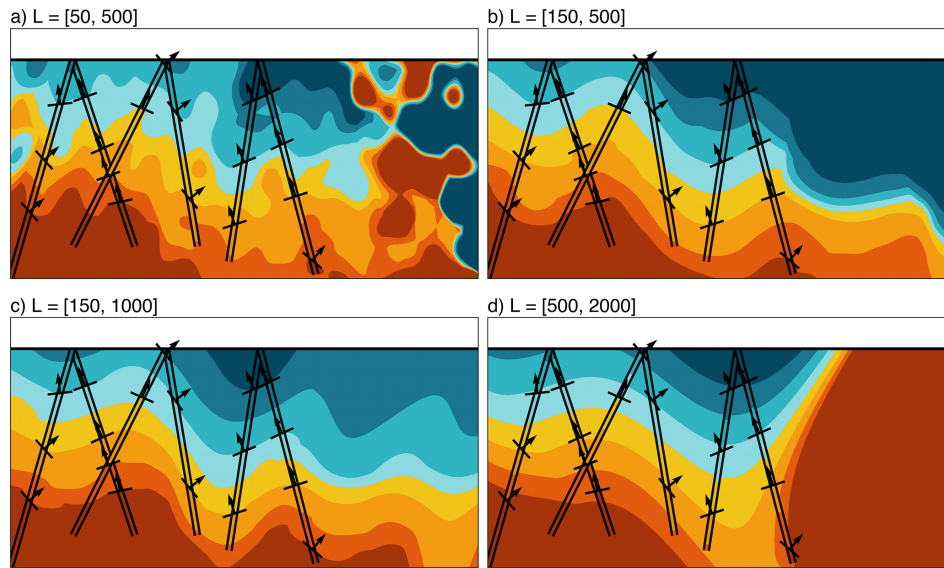 a) L = [50, 500]
b) L = [150, 500]
c) L = [150, 1000]
d) L = [500, 2000]